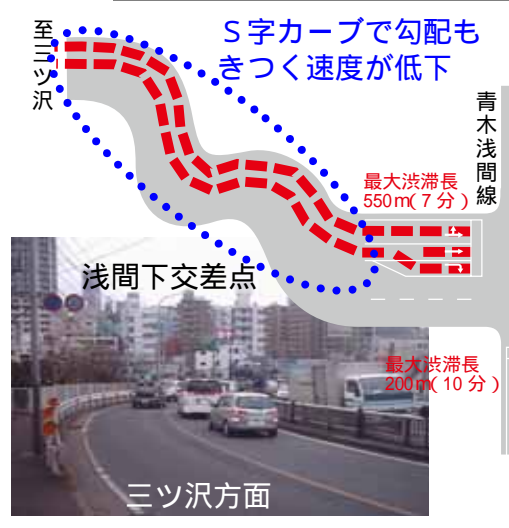 至三ツ沢
S字カーブで勾配も
きつく速度が低下
青木浅間線
最大渋滞長
550m(7分)
浅間下交差点
最大渋滞長
200m(10分)
三ツ沢方面